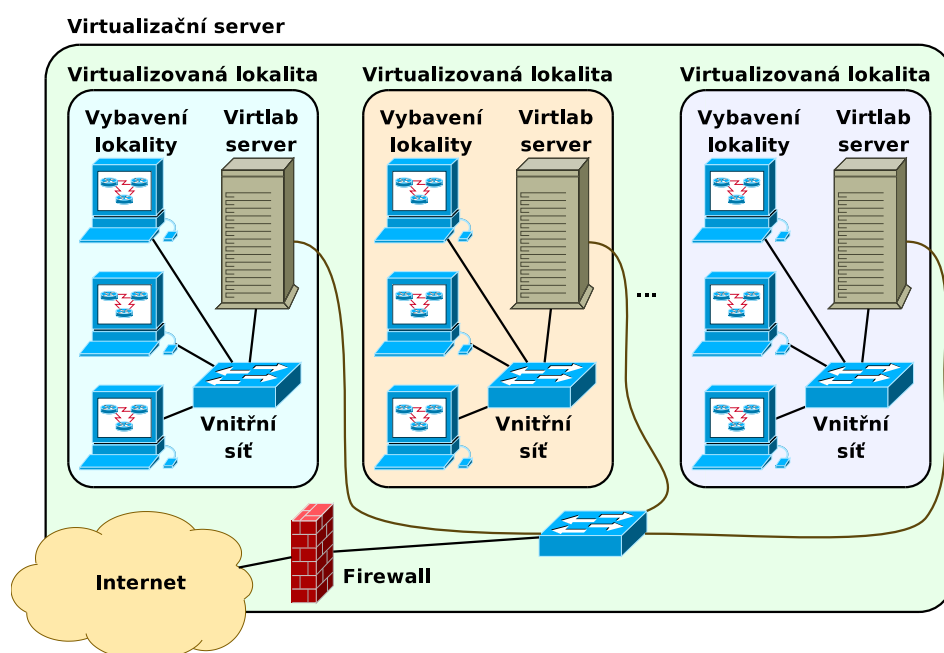 Virtualizační server
Virtualizovaná lokalita
Vybavení
lokality
Virtlab
server
Vnitřní
síť
Virtualizovaná lokalita
Vybavení
lokality
Virtlab
server
Vnitřní
síť
...
Virtualizovaná lokalita
Vybavení
lokality
Virtlab
server
Vnitřní
síť
Internet
Firewall